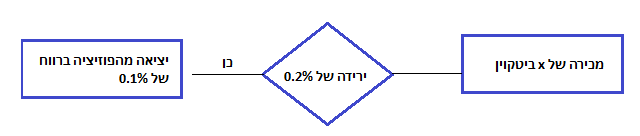 מכירה של x ביטקוין
ירידה של 0.2%
כן
יציאה מהפוזיציה ברווח
של 0.1%